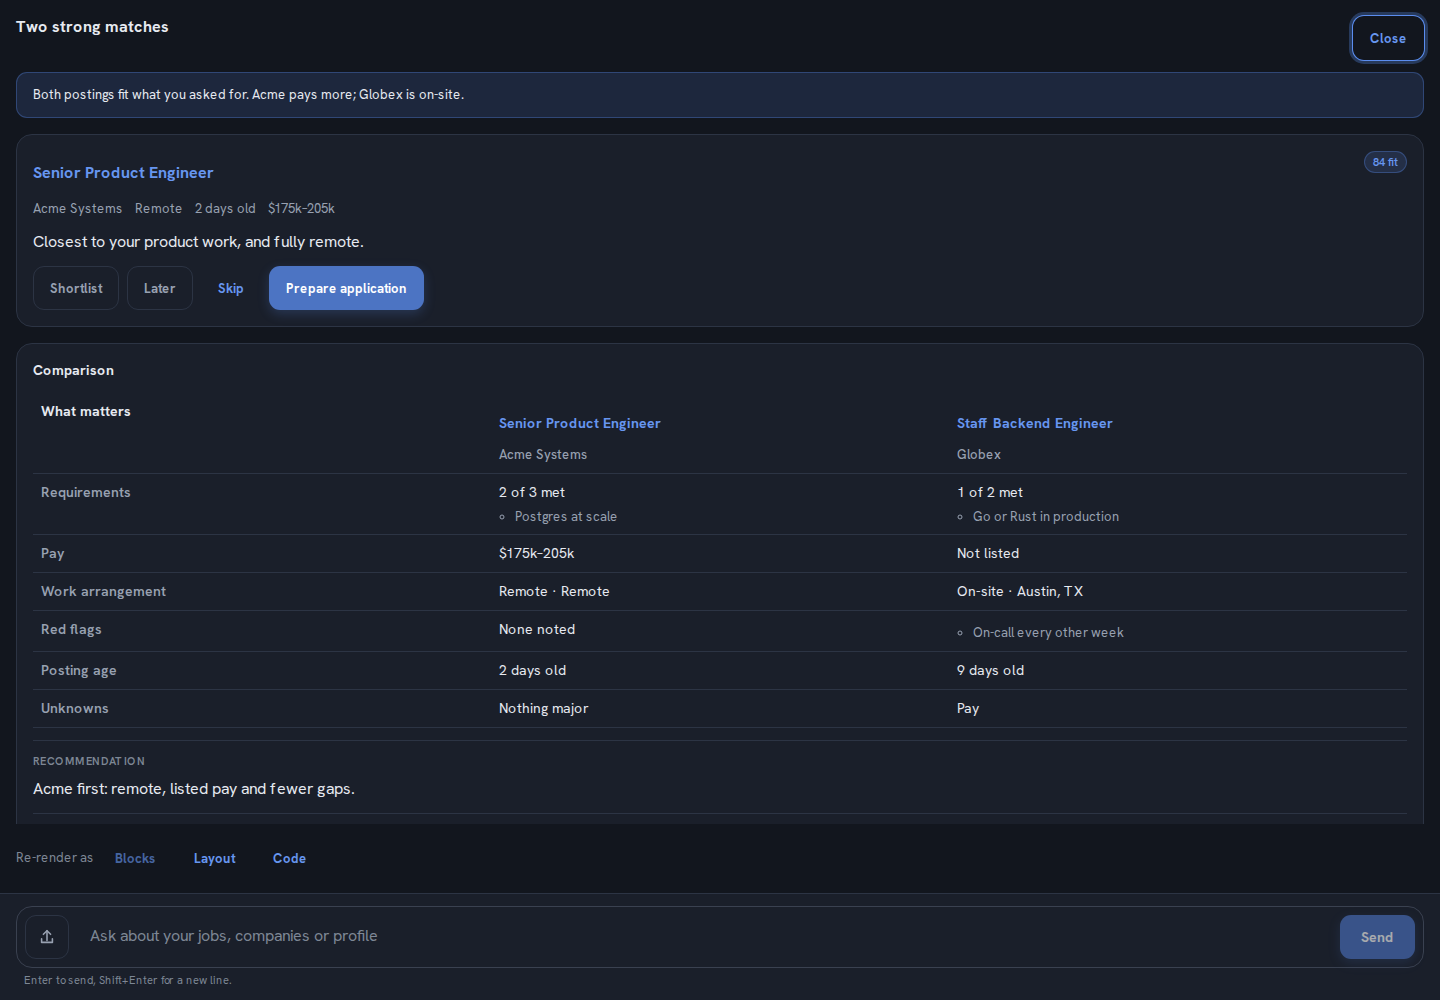 Two strong matches
Close
Both postings fit what you asked for. Acme pays more; Globex is on-site.
Senior Product Engineer
84 fit
Acme Systems Remote 2 days old $175k–205k
Closest to your product work, and fully remote.
Shortlist Later Skip Prepare application
Comparison
What matters
Senior Product Engineer Staff Backend Engineer
Acme Systems Globex
Requirements 2 of 3 met 1 of 2 met
Postgres at scale Go or Rust in production
Pay $175k–205k Not listed
Work arrangement Remote · Remote On-site · Austin, TX
Red flags None noted On-call every other week
Posting age 2 days old 9 days old
Unknowns Nothing major Pay
RECOMMENDATION
Acme first: remote, listed pay and fewer gaps.
Re-render as Blocks Layout Code
Ask about your jobs, companies or profile
Send
Enter to send, Shift+Enter for a new line.